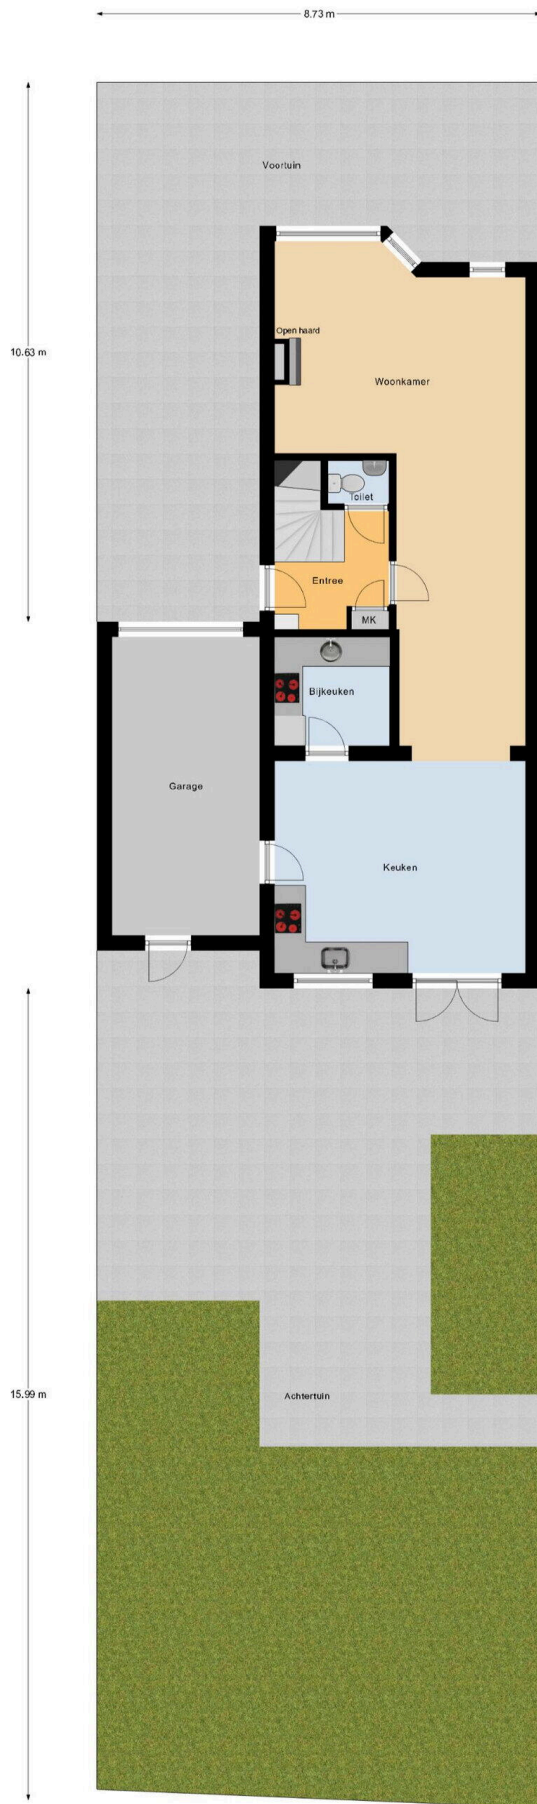 8.73 m
Voortuin
Open haard
10.63 m
Woonkamer
Toilet
Entree
MK
Bijkeuken
Garage
Keuken
15.99 m
Achtertuin